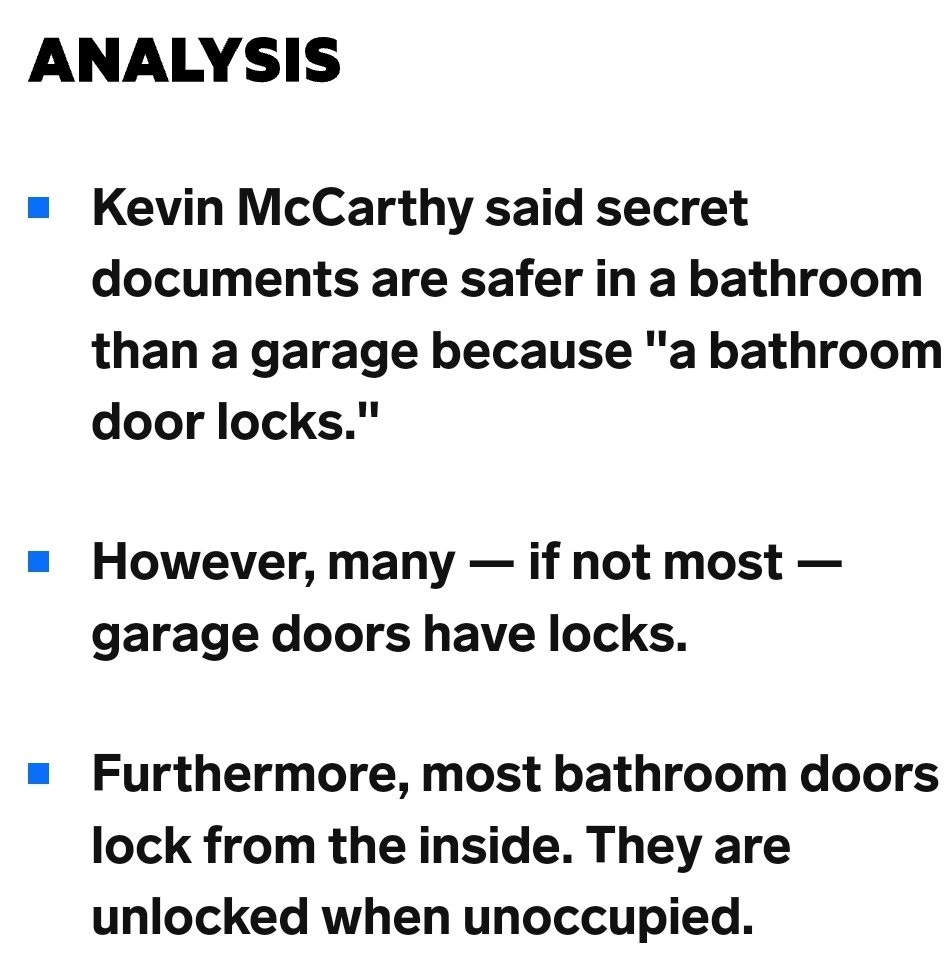 ANALYSIS
Kevin McCarthy said secret
documents are safer in a bathroom
than a garage because "a bathroom
door locks."
However, many — if not most —
garage doors have locks.
Furthermore, most bathroom doors
lock from the inside. They are
unlocked when unoccupied.